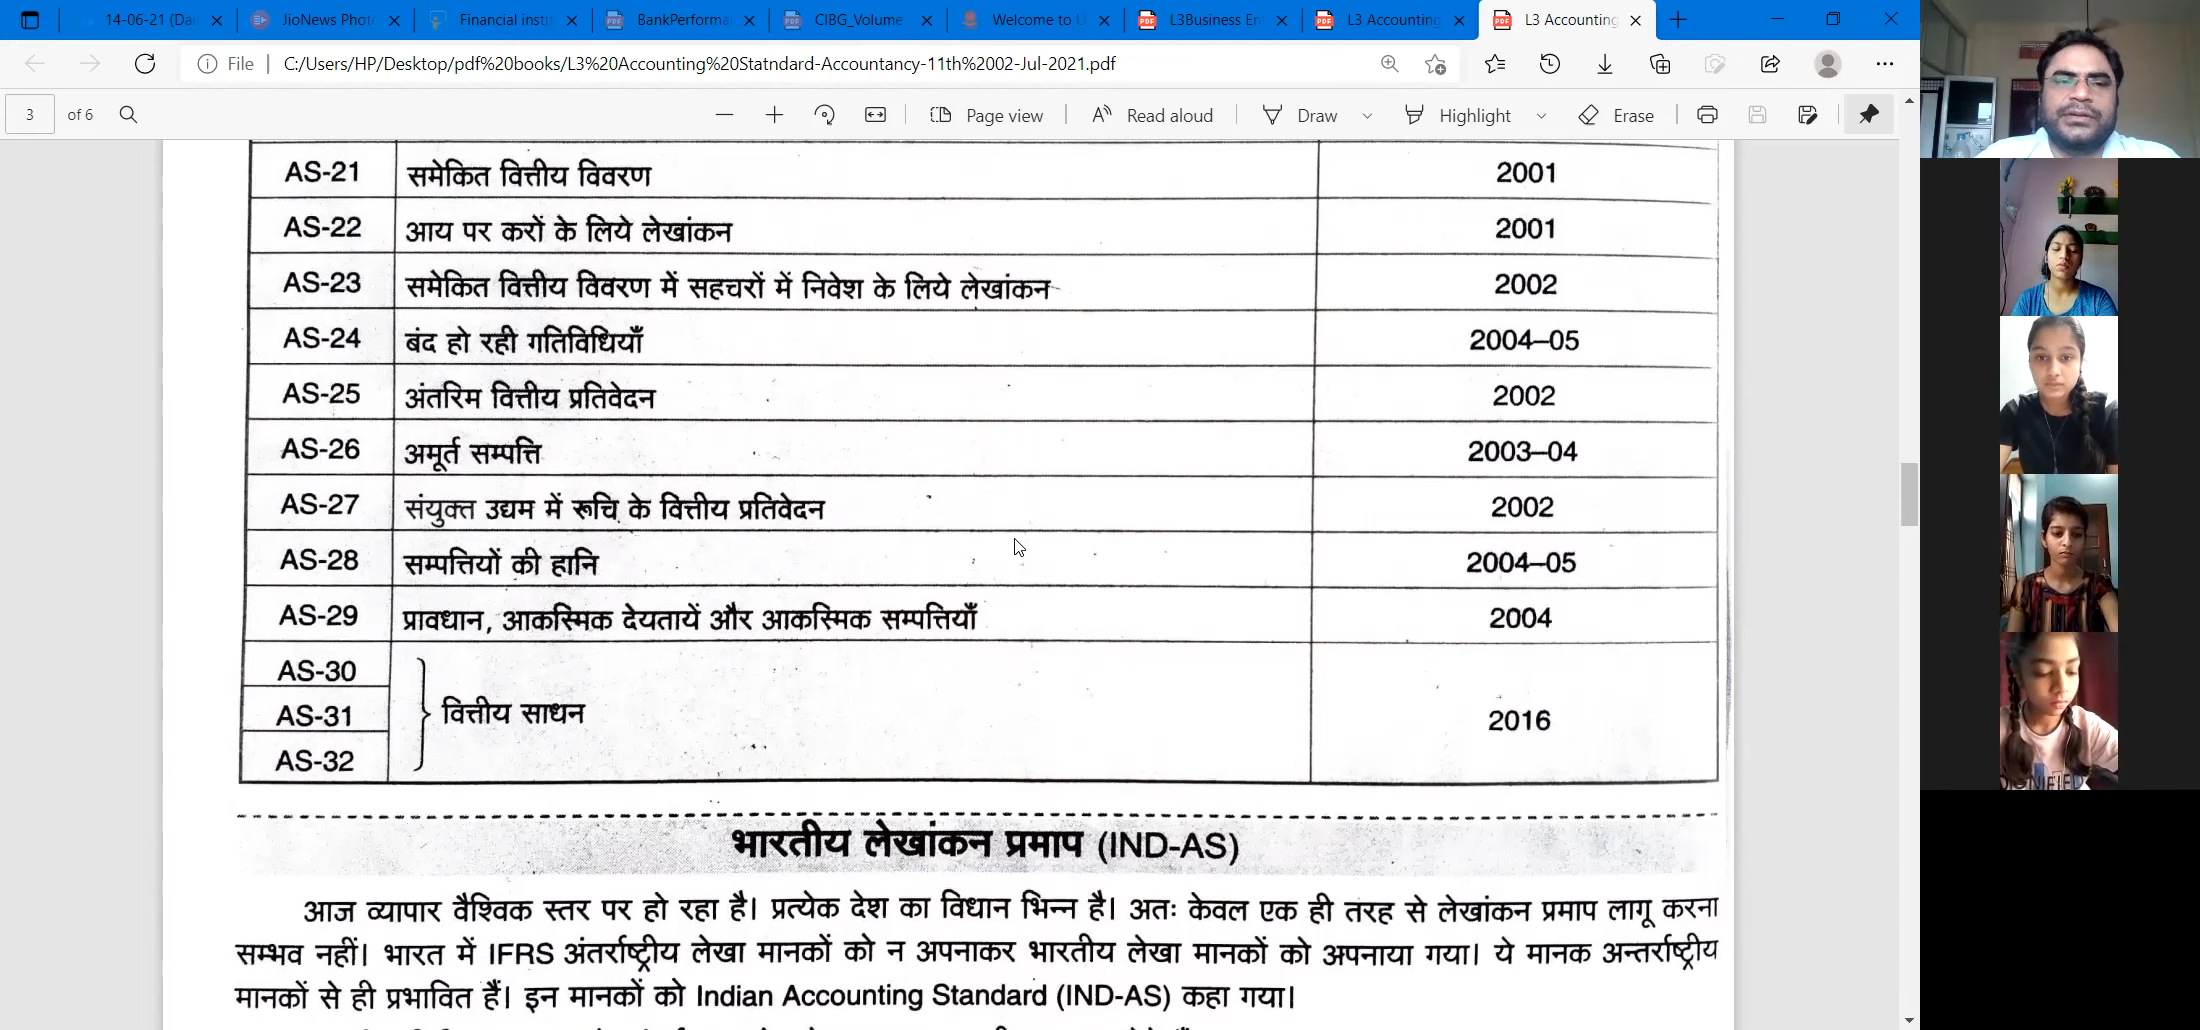 14-06-21 (Dai
JioNews Phot
Financial insti
BankPerforma
CIBG_Volume
Welcome to U
L3Business En
L3 Accounting
L3 Accounting
File
C:/Users/HP/Desktop/pdf%20books/L3%20Accounting%20Statndard-Accountancy-11th%2002-Jul-2021.pdf
3 of 6
Page view
Read aloud
Draw
Highlight
Erase
AS-21 समेकित वित्तीय विवरण 2001
AS-22 आय पर करों के लिये लेखांकन 2001
AS-23 समेकित वित्तीय विवरण में सहचरों में निवेश के लिये लेखांकन 2002
AS-24 बंद हो रही गतिविधियाँ 2004–05
AS-25 अंतरिम वित्तीय प्रतिवेदन 2002
AS-26 अमूर्त सम्पत्ति 2003–04
AS-27 संयुक्त उद्यम में रूचि के वित्तीय प्रतिवेदन 2002
AS-28 सम्पत्तियों की हानि 2004–05
AS-29 प्रावधान, आकस्मिक देयतायें और आकस्मिक सम्पत्तियाँ 2004
AS-30
AS-31 वित्तीय साधन 2016
AS-32
भारतीय लेखांकन प्रमाप (IND-AS)
आज व्यापार वैश्विक स्तर पर हो रहा है। प्रत्येक देश का विधान भिन्न है। अतः केवल एक ही तरह से लेखांकन प्रमाप लागू करना
सम्भव नहीं। भारत में IFRS अंतर्राष्ट्रीय लेखा मानकों को न अपनाकर भारतीय लेखा मानकों को अपनाया गया। ये मानक अन्तर्राष्ट्रीय
मानकों से ही प्रभावित हैं। इन मानकों को Indian Accounting Standard (IND-AS) कहा गया।